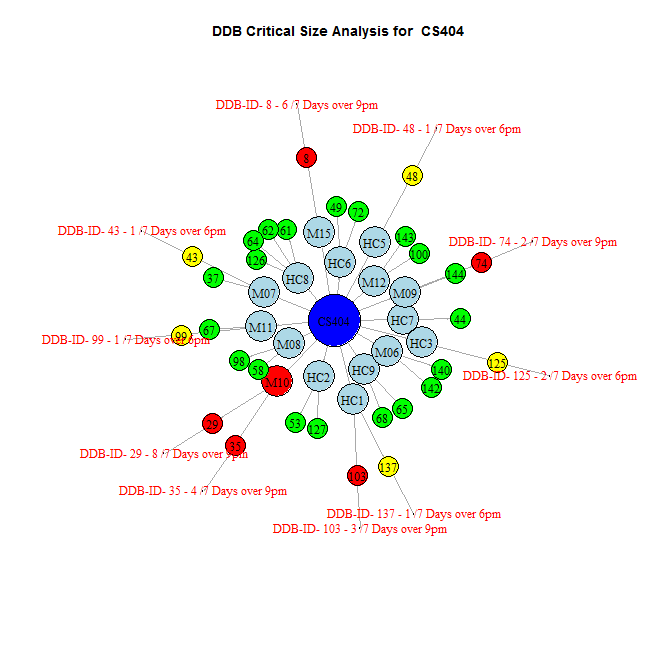 DDB Critical Size Analysis for CS404
DDB-ID- 8 - 6 /7 Days over 9pm
DDB-ID- 48 - 1 /7 Days over 6pm
8
48
49
72
62
61
M15
DDB-ID- 43 - 1 /7 Days over 6pm
64
143
HC5
DDB-ID- 74 - 2 /7 Days over 9pm
100
43
126
HC6
74
144
37
HC8
M12
M07
M09
CS404
HC7
44
67
M11
99
DDB-ID- 99 - 1 /7 Days over 6pm
M08
HC3
M06
98
125
58
HC9
140
DDB-ID- 125 - 2 /7 Days over 6pm
HC2
M10
142
HC1
65
68
29
53
127
35
DDB-ID- 29 - 8 /7 Days over 9pm
137
103
DDB-ID- 35 - 4 /7 Days over 9pm
DDB-ID- 137 - 1 /7 Days over 6pm
DDB-ID- 103 - 3 /7 Days over 9pm